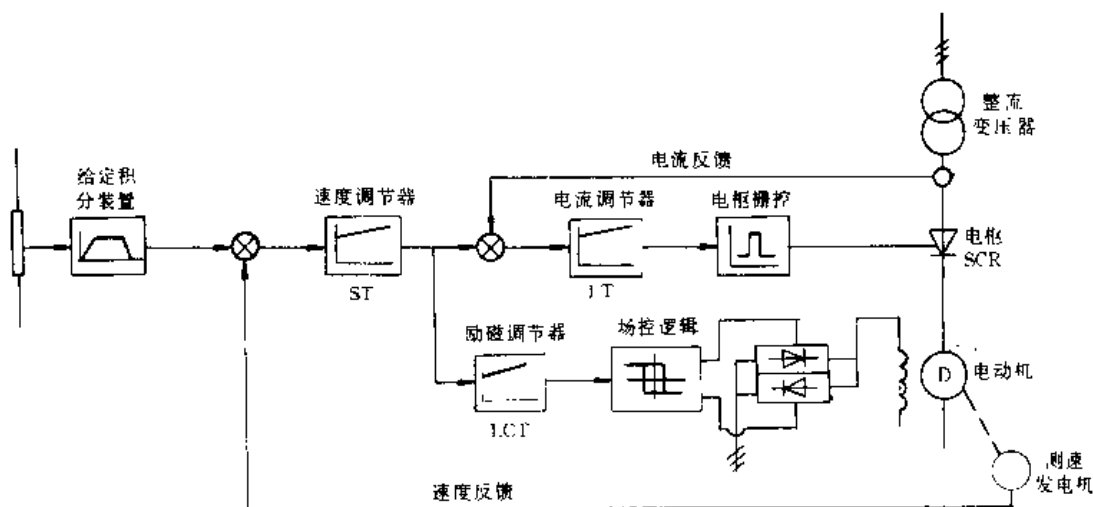 整流
变压器
电流反馈
给定积
分装置
速度调节器
电流调节器
电枢栅控
电枢
SCR
ST
LT
励磁调节器
场控逻辑
D
电动机
LCT
测速
发电机
速度反馈